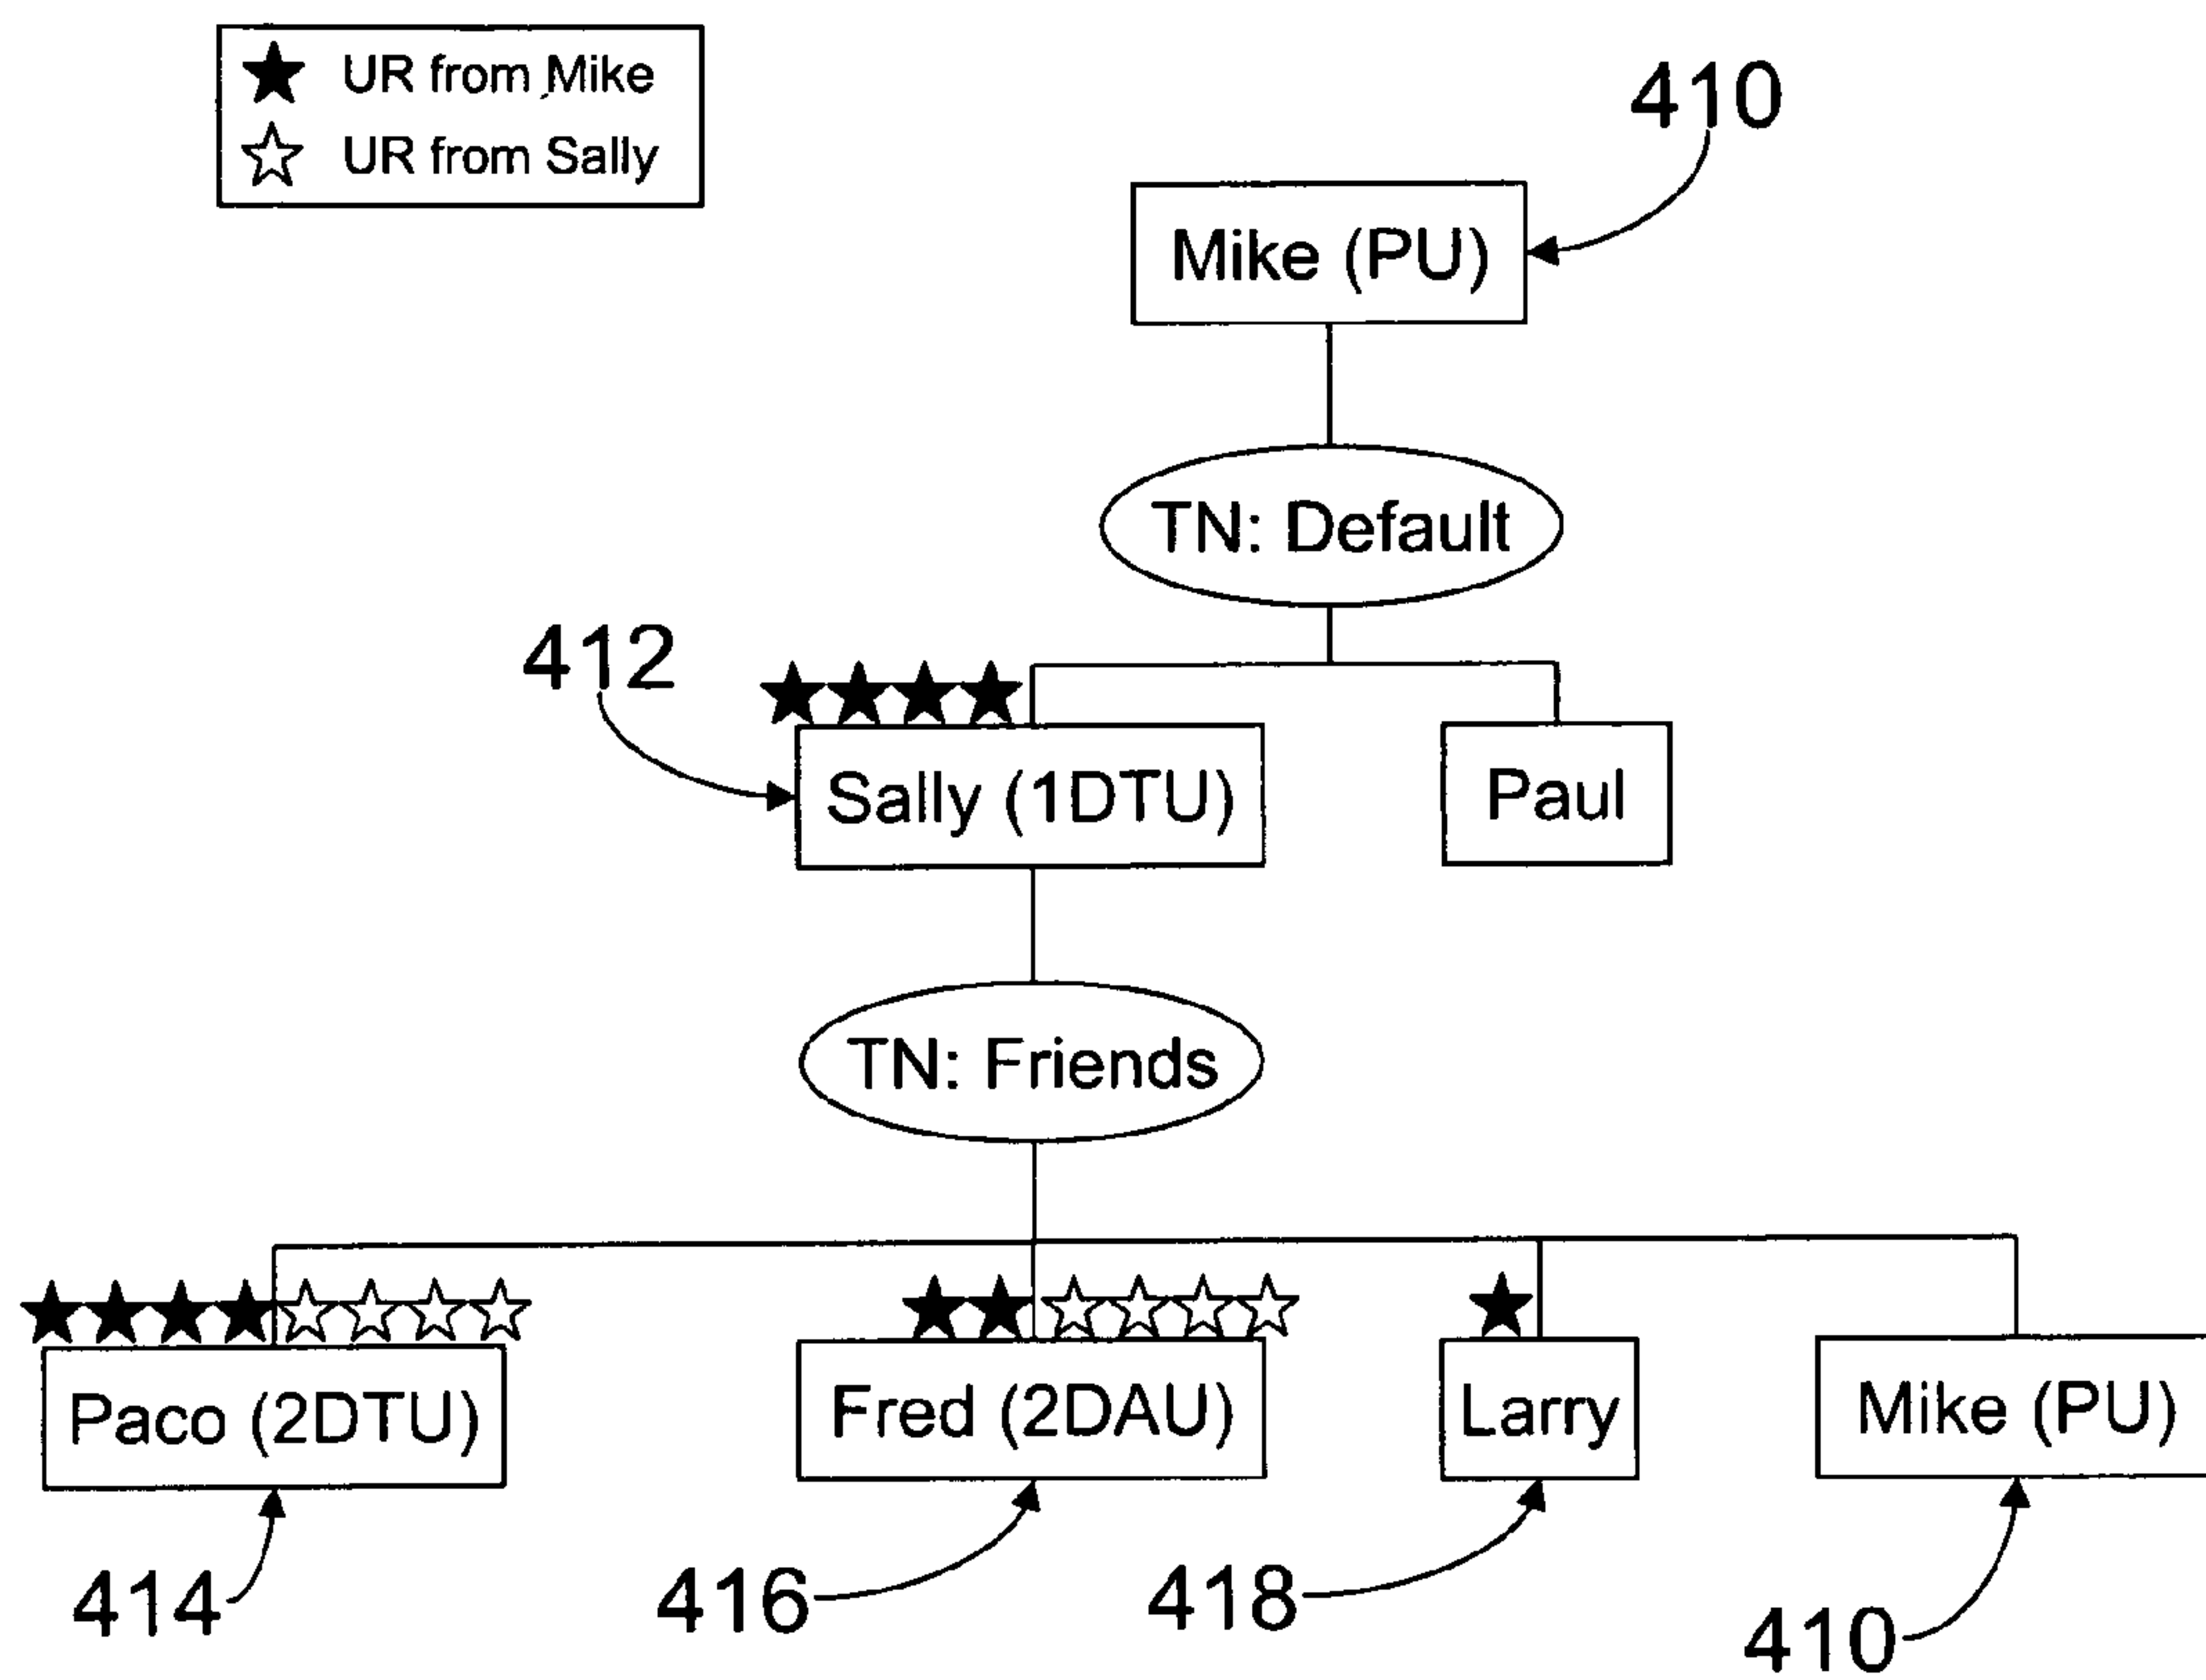 UR from Mike
UR from Sally
410
Mike (PU)
TN: Default
412
Sally (1DTU)
Paul
TN: Friends
Paco (2DTU)
Fred (2DAU)
Larry
Mike (PU)
414
416
418
410